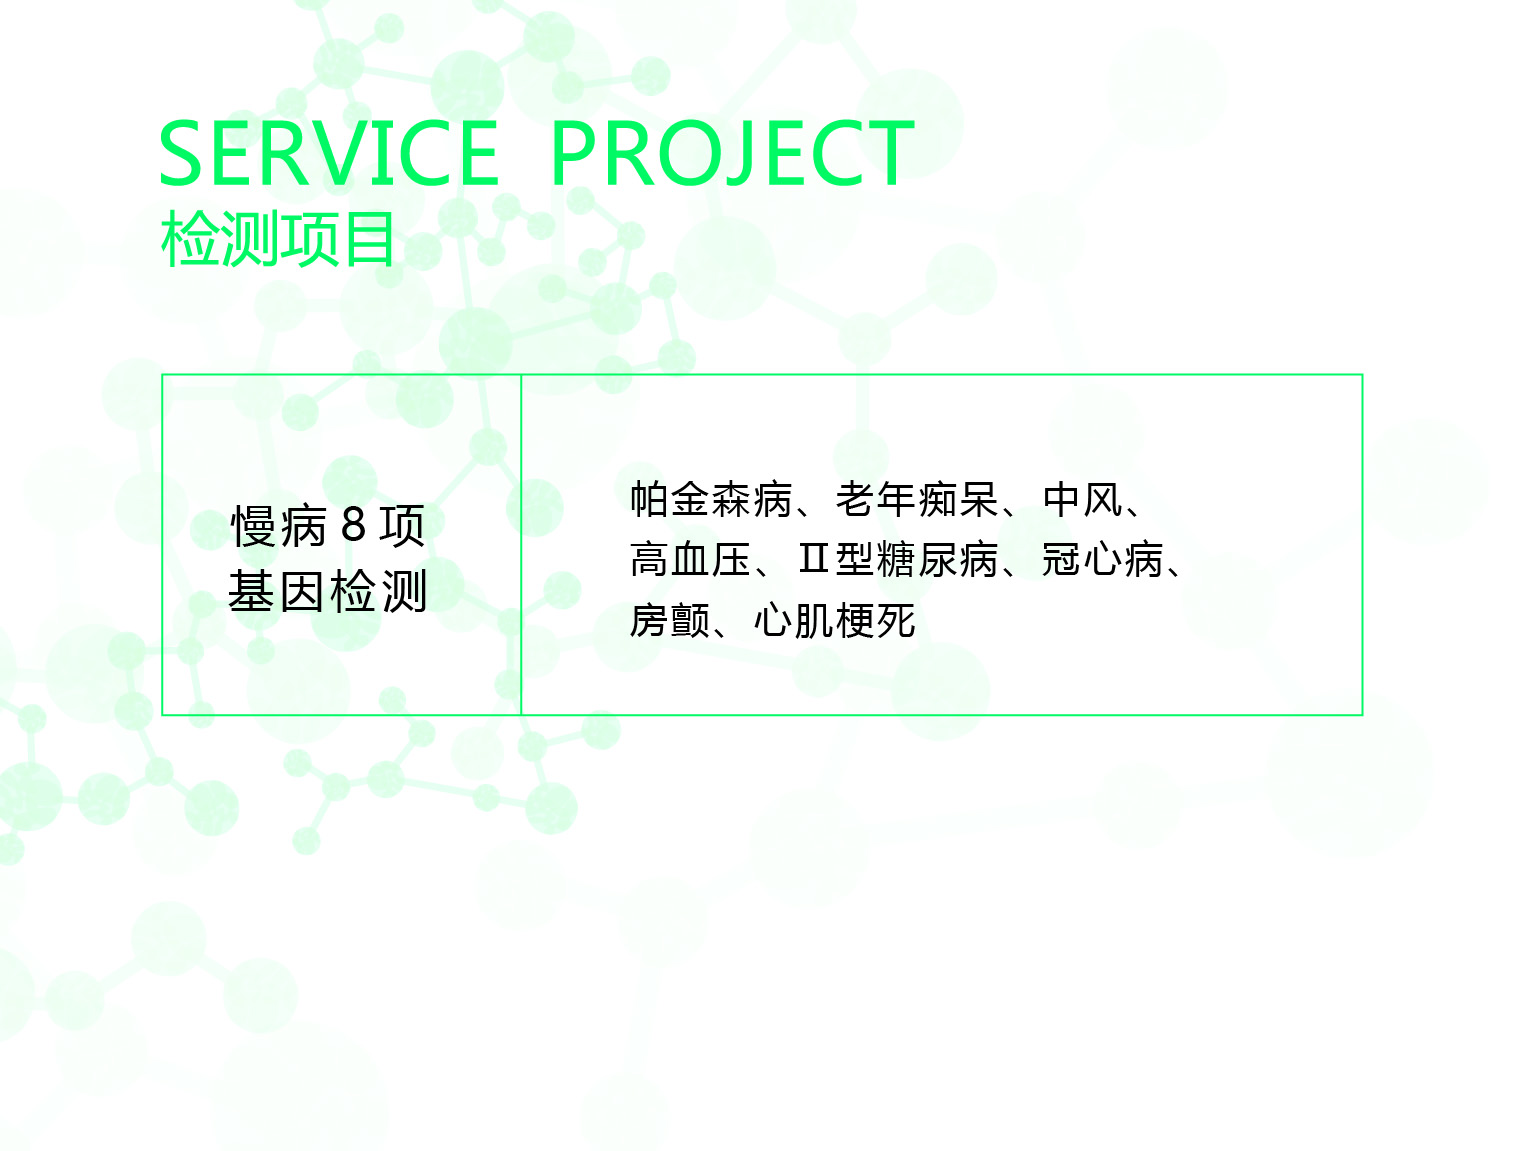 SERVICE PROJECT
检测项目
慢病8项
基因检测
帕金森病、老年痴呆、中风、
高血压、Ⅱ型糖尿病、冠心病、
房颤、心肌梗死